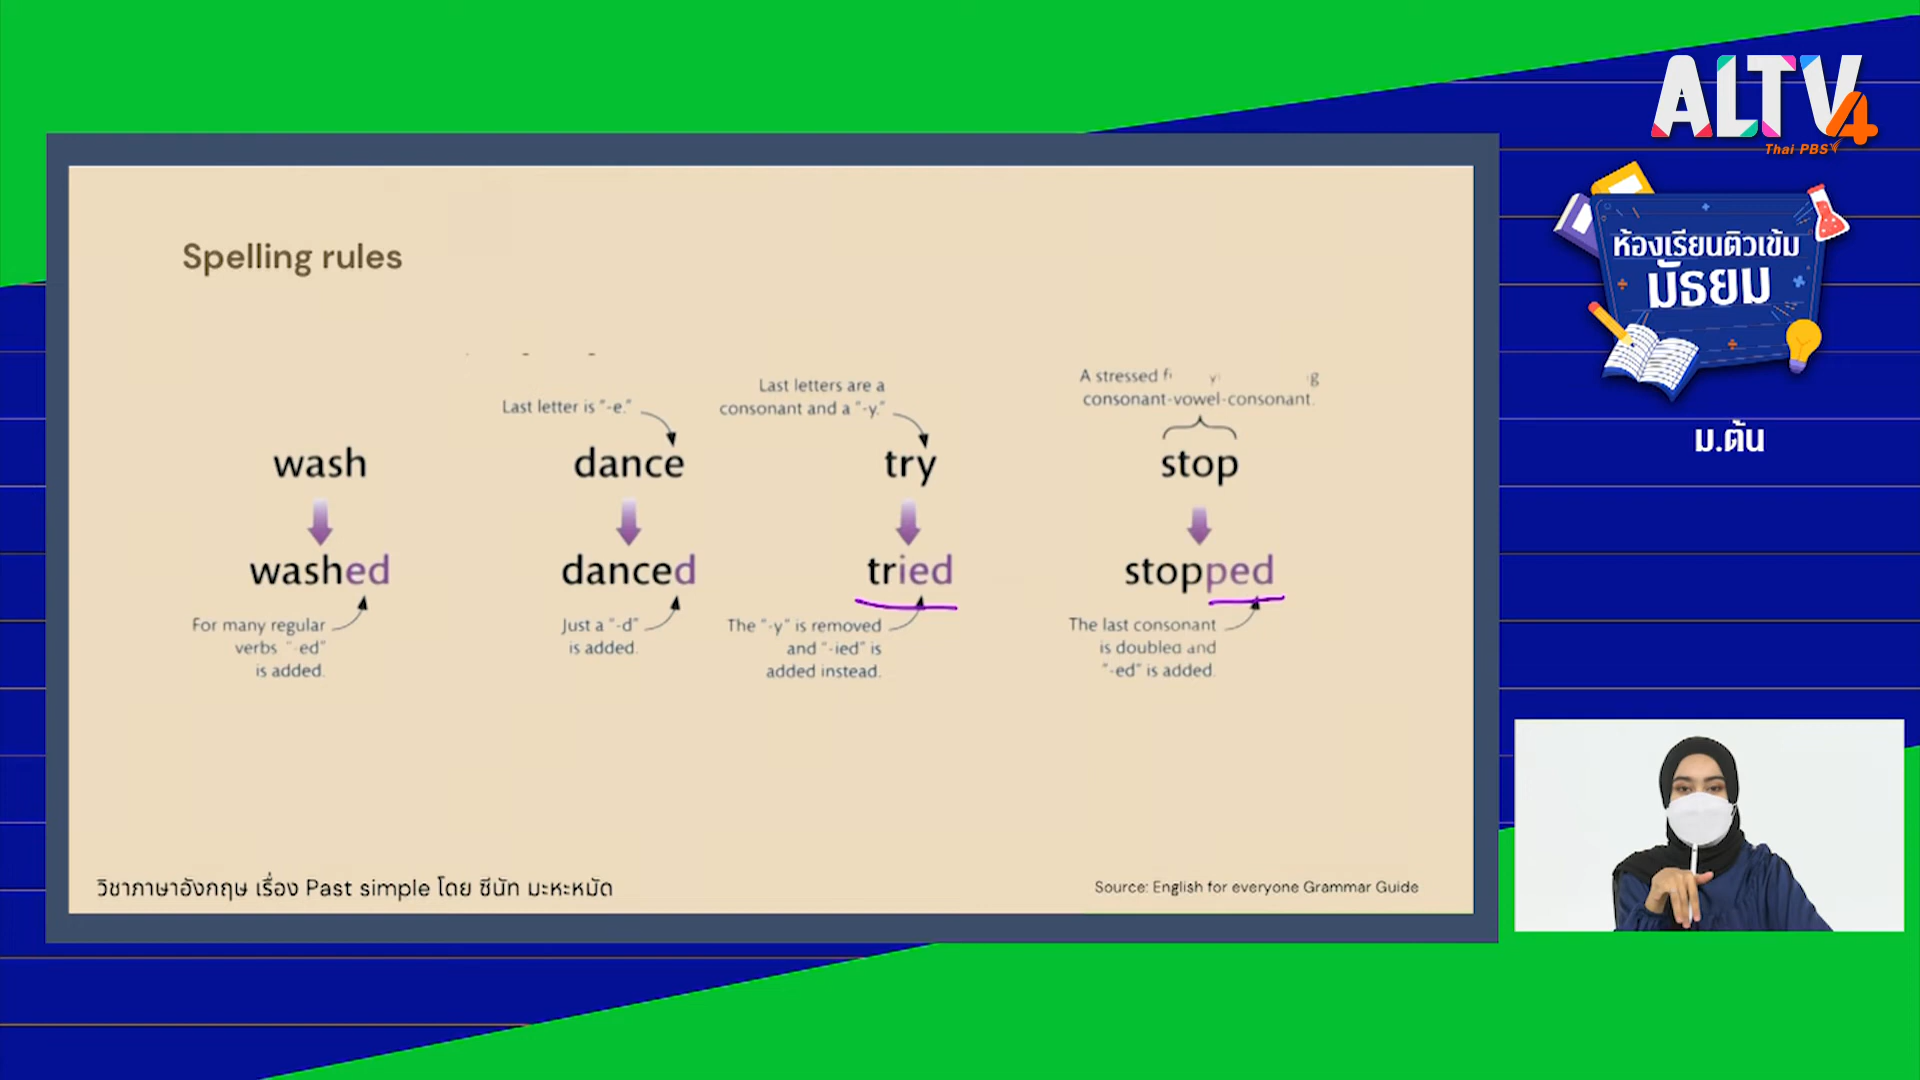 ALTV4
Thai PBS
ห้องเรียนติวเข้ม
มัธยม
ม.ต้น
Spelling rules
wash
washed
For many regular
verbs "-ed"
is added.
Last letter is "-e."
dance
danced
Just a "-d"
is added.
Last letters are a
consonant and a "-y."
try
tried
The "-y" is removed
and "-ied" is
added instead.
A stressed
consonant-vowel-consonant.
stop
stopped
The last consonant
is doubled and
"-ed" is added.
วิชาภาษาอังกฤษ เรื่อง Past simple โดย ซีนัท มะหะหมัด
Source: English for everyone Grammar Guide